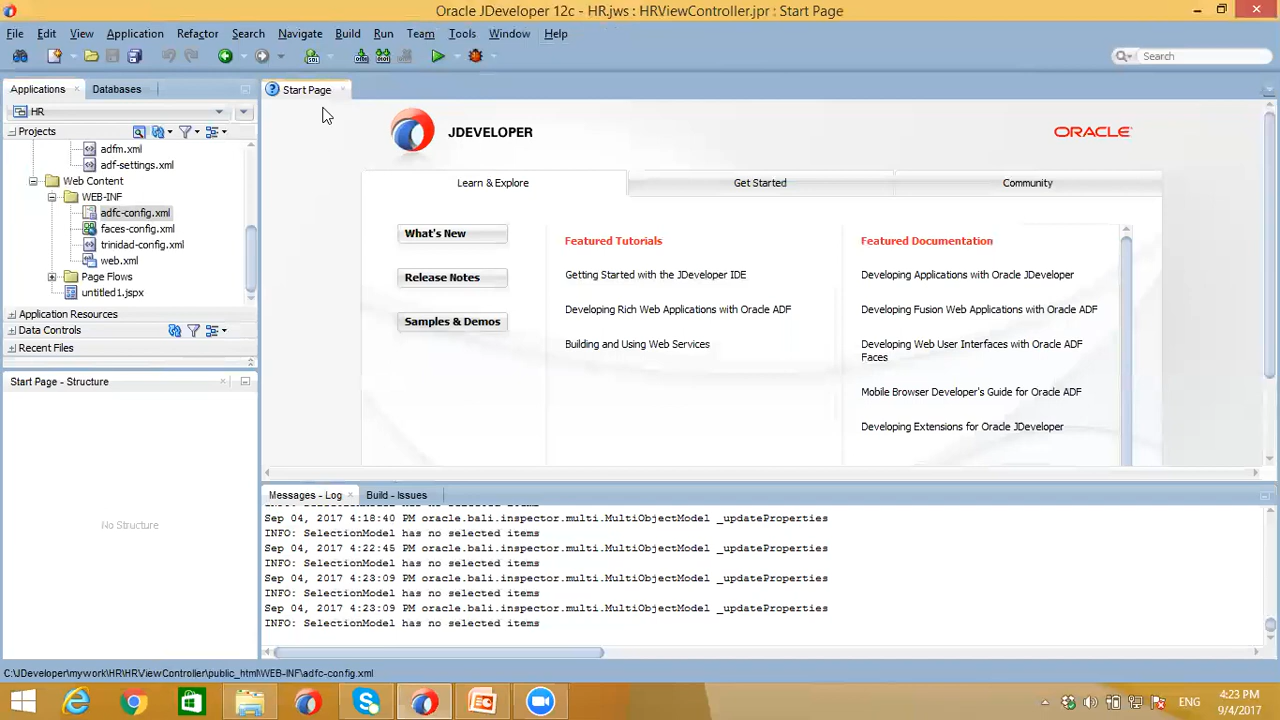 Oracle JDeveloper 12c - HR.jws : HRViewController.jpr : Start Page
File Edit View Application Refactor Search Navigate Build Run Team Tools Window Help
Search
Applications Databases
Start Page
HR
Projects
adfm.xml
adf-settings.xml
Web Content
WEB-INF
adfc-config.xml
faces-config.xml
trinidad-config.xml
web.xml
Page Flows
untitled1.jspx
Application Resources
Data Controls
Recent Files
Start Page - Structure
No Structure
JDEVELOPER
ORACLE
Learn & Explore Get Started Community
What's New
Release Notes
Samples & Demos
Featured Tutorials
Getting Started with the JDeveloper IDE
Developing Rich Web Applications with Oracle ADF
Building and Using Web Services
Featured Documentation
Developing Applications with Oracle JDeveloper
Developing Fusion Web Applications with Oracle ADF
Developing Web User Interfaces with Oracle ADF
Faces
Mobile Browser Developer's Guide for Oracle ADF
Developing Extensions for Oracle JDeveloper
Messages - Log Build - Issues
INFO: SelectionModel has no selected items
Sep 04, 2017 4:18:40 PM oracle.bali.inspector.multi.MultiObjectModel _updateProperties
INFO: SelectionModel has no selected items
Sep 04, 2017 4:22:45 PM oracle.bali.inspector.multi.MultiObjectModel _updateProperties
INFO: SelectionModel has no selected items
Sep 04, 2017 4:23:09 PM oracle.bali.inspector.multi.MultiObjectModel _updateProperties
INFO: SelectionModel has no selected items
Sep 04, 2017 4:23:09 PM oracle.bali.inspector.multi.MultiObjectModel _updateProperties
INFO: SelectionModel has no selected items
C:\JDeveloper\mywork\HR\HRViewController\public_html\WEB-INF\adfc-config.xml
ENG
4:23 PM
9/4/2017